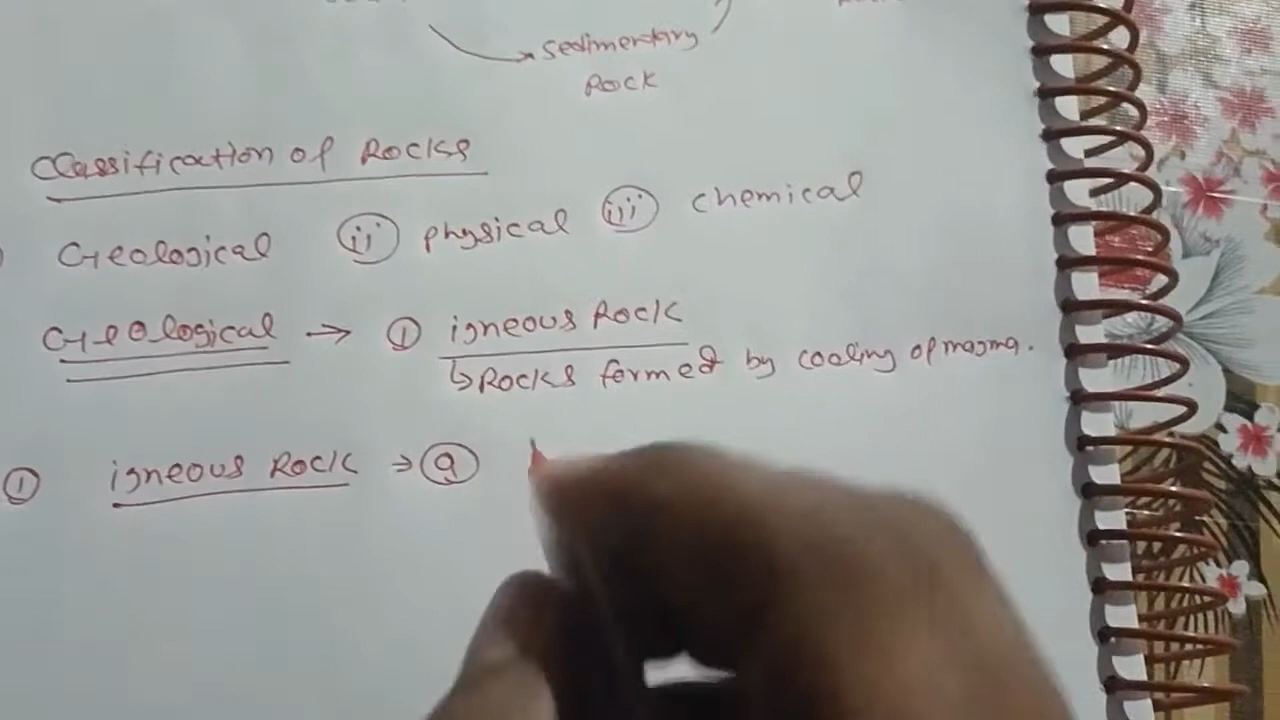 sedimentary
Rock
Classification of Rocks
Geological (ii) physical (iii) chemical
Geological → ① igneous Rock
↳ Rocks formed by cooling of magma.
① igneous Rock → ⓐ